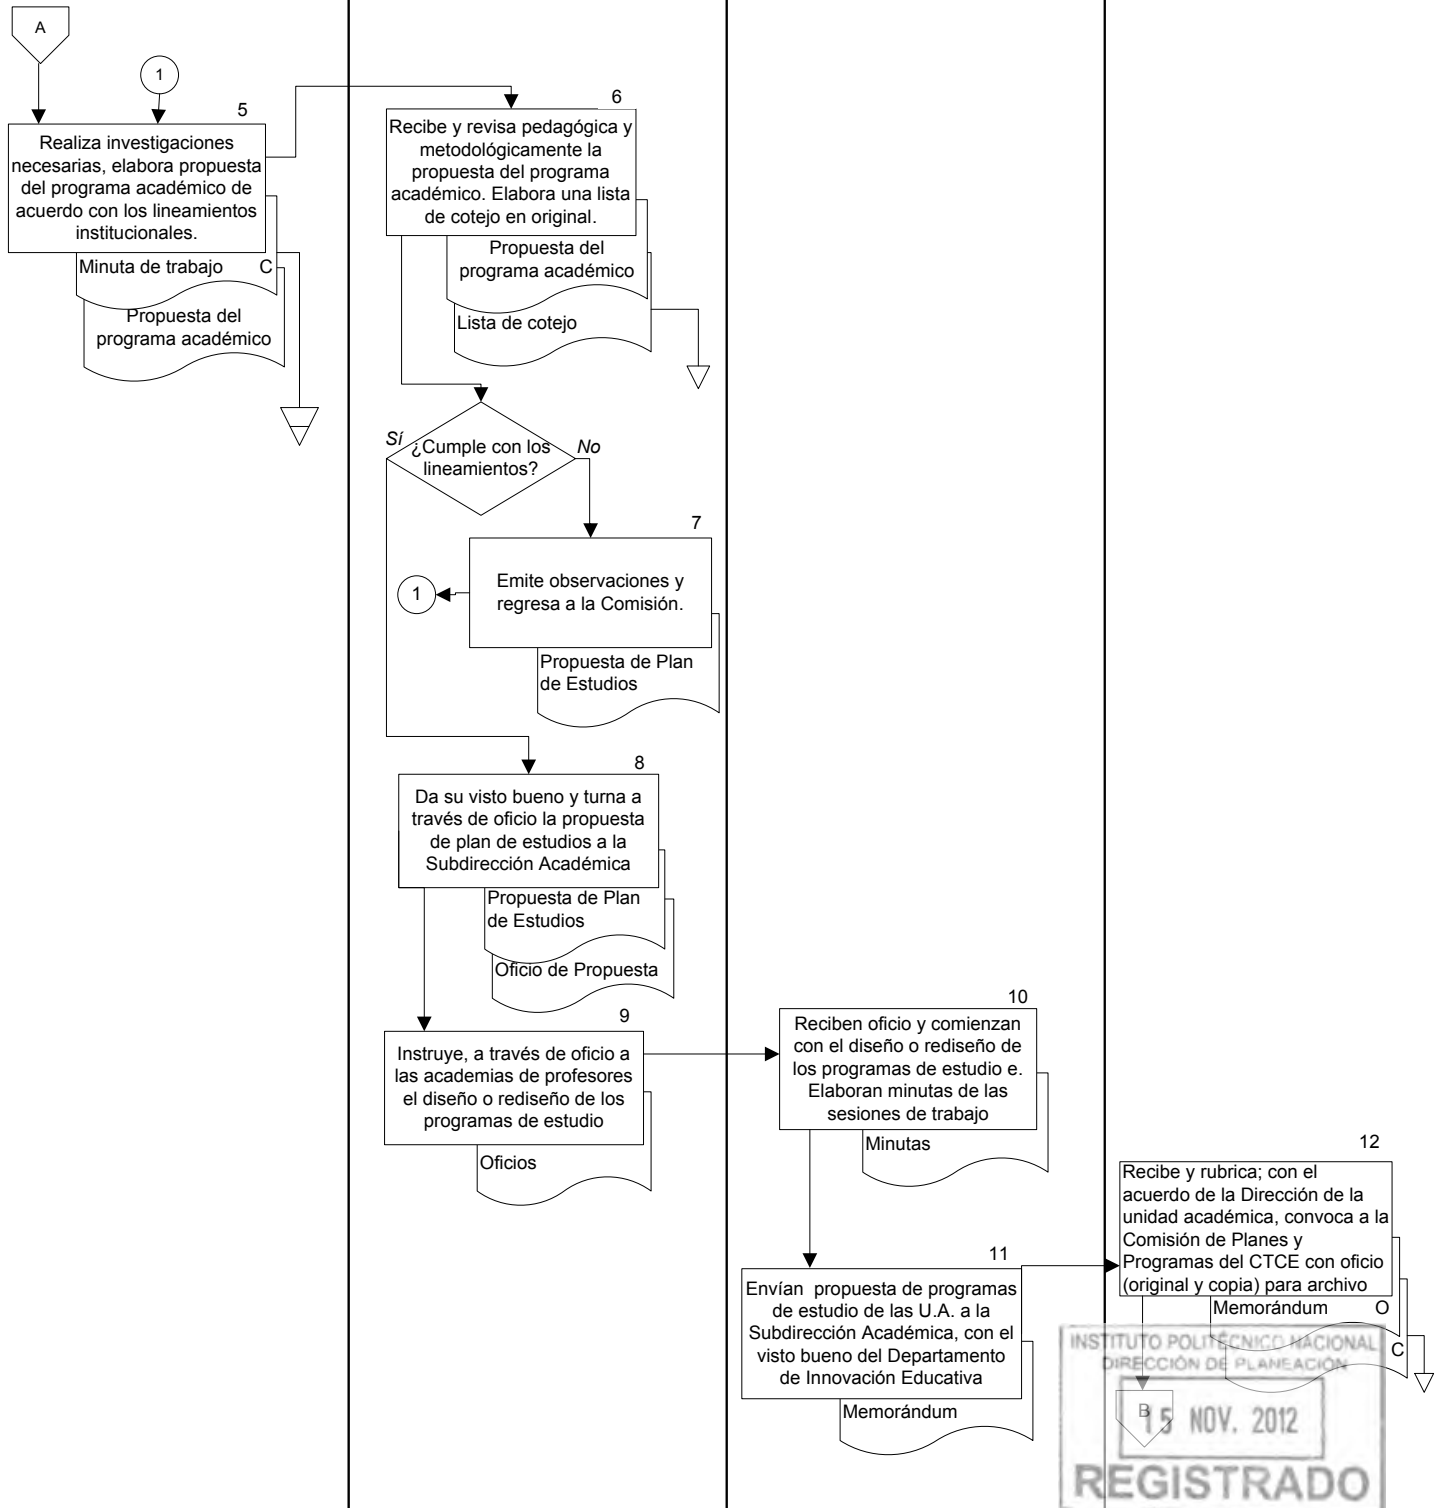 A
1
5
Realiza investigaciones
necesarias, elabora propuesta
del programa académico de
acuerdo con los lineamientos
institucionales.
Minuta de trabajo C
Propuesta del
programa académico
6
Recibe y revisa pedagógica y
metodológicamente la
propuesta del programa
académico. Elabora una lista
de cotejo en original.
Propuesta del
programa académico
Lista de cotejo
Sí
¿Cumple con los
lineamientos?
No
7
Emite observaciones y
regresa a la Comisión.
1
Propuesta de Plan
de Estudios
8
Da su visto bueno y turna a
través de oficio la propuesta
de plan de estudios a la
Subdirección Académica
Propuesta de Plan
de Estudios
Oficio de Propuesta
9
Instruye, a través de oficio a
las academias de profesores
el diseño o rediseño de los
programas de estudio
Oficios
10
Reciben oficio y comienzan
con el diseño o rediseño de
los programas de estudio e.
Elaboran minutas de las
sesiones de trabajo
Minutas
11
Envían propuesta de programas
de estudio de las U.A. a la
Subdirección Académica, con el
visto bueno del Departamento
de Innovación Educativa
Memorándum
12
Recibe y rubrica; con el
acuerdo de la Dirección de la
unidad académica, convoca a la
Comisión de Planes y
Programas del CTCE con oficio
(original y copia) para archivo
Memorándum O
C
B
INSTITUTO POLITÉCNICO NACIONAL
DIRECCIÓN DE PLANEACIÓN
15 NOV. 2012
REGISTRADO